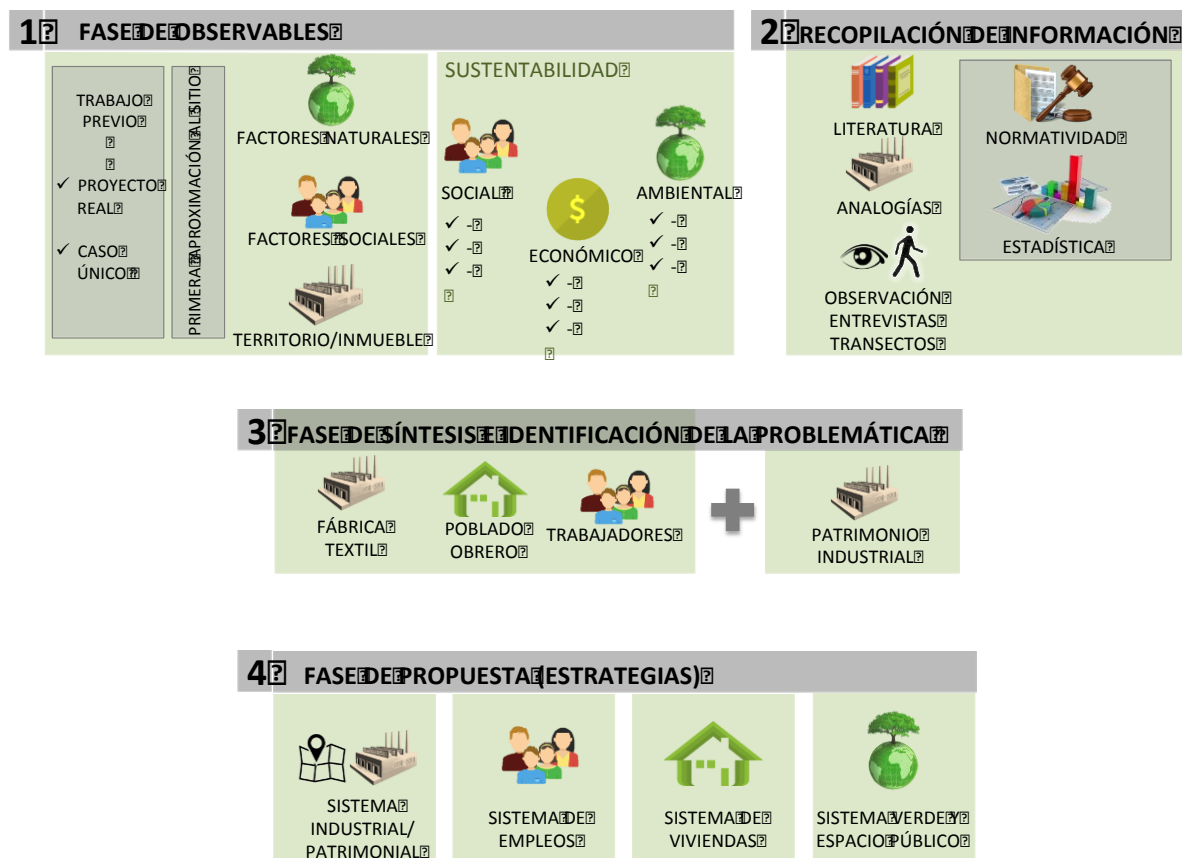 1 FASE DE OBSERVABLES
TRABAJO
PREVIO
✓ PROYECTO
REAL
✓ CASO
ÚNICO
PRIMERA APROXIMACIÓN AL SITIO
FACTORES NATURALES
FACTORES SOCIALES
TERRITORIO/INMUEBLE
SUSTENTABILIDAD
SOCIAL
✓ -
✓ -
✓ -
$
ECONÓMICO
✓ -
✓ -
✓ -
AMBIENTAL
✓ -
✓ -
✓ -
2 RECOPILACIÓN DE INFORMACIÓN
LITERATURA
ANALOGÍAS
OBSERVACIÓN
ENTREVISTAS
TRANSECTOS
NORMATIVIDAD
ESTADÍSTICA
3 FASE DE SÍNTESIS E IDENTIFICACIÓN DE LA PROBLEMÁTICA
FÁBRICA
TEXTIL
POBLADO
OBRERO
TRABAJADORES
PATRIMONIO
INDUSTRIAL
4 FASE DE PROPUESTA (ESTRATEGIAS)
SISTEMA
INDUSTRIAL/
PATRIMONIAL
SISTEMA DE
EMPLEOS
SISTEMA DE
VIVIENDAS
SISTEMA VERDE Y
ESPACIO PÚBLICO